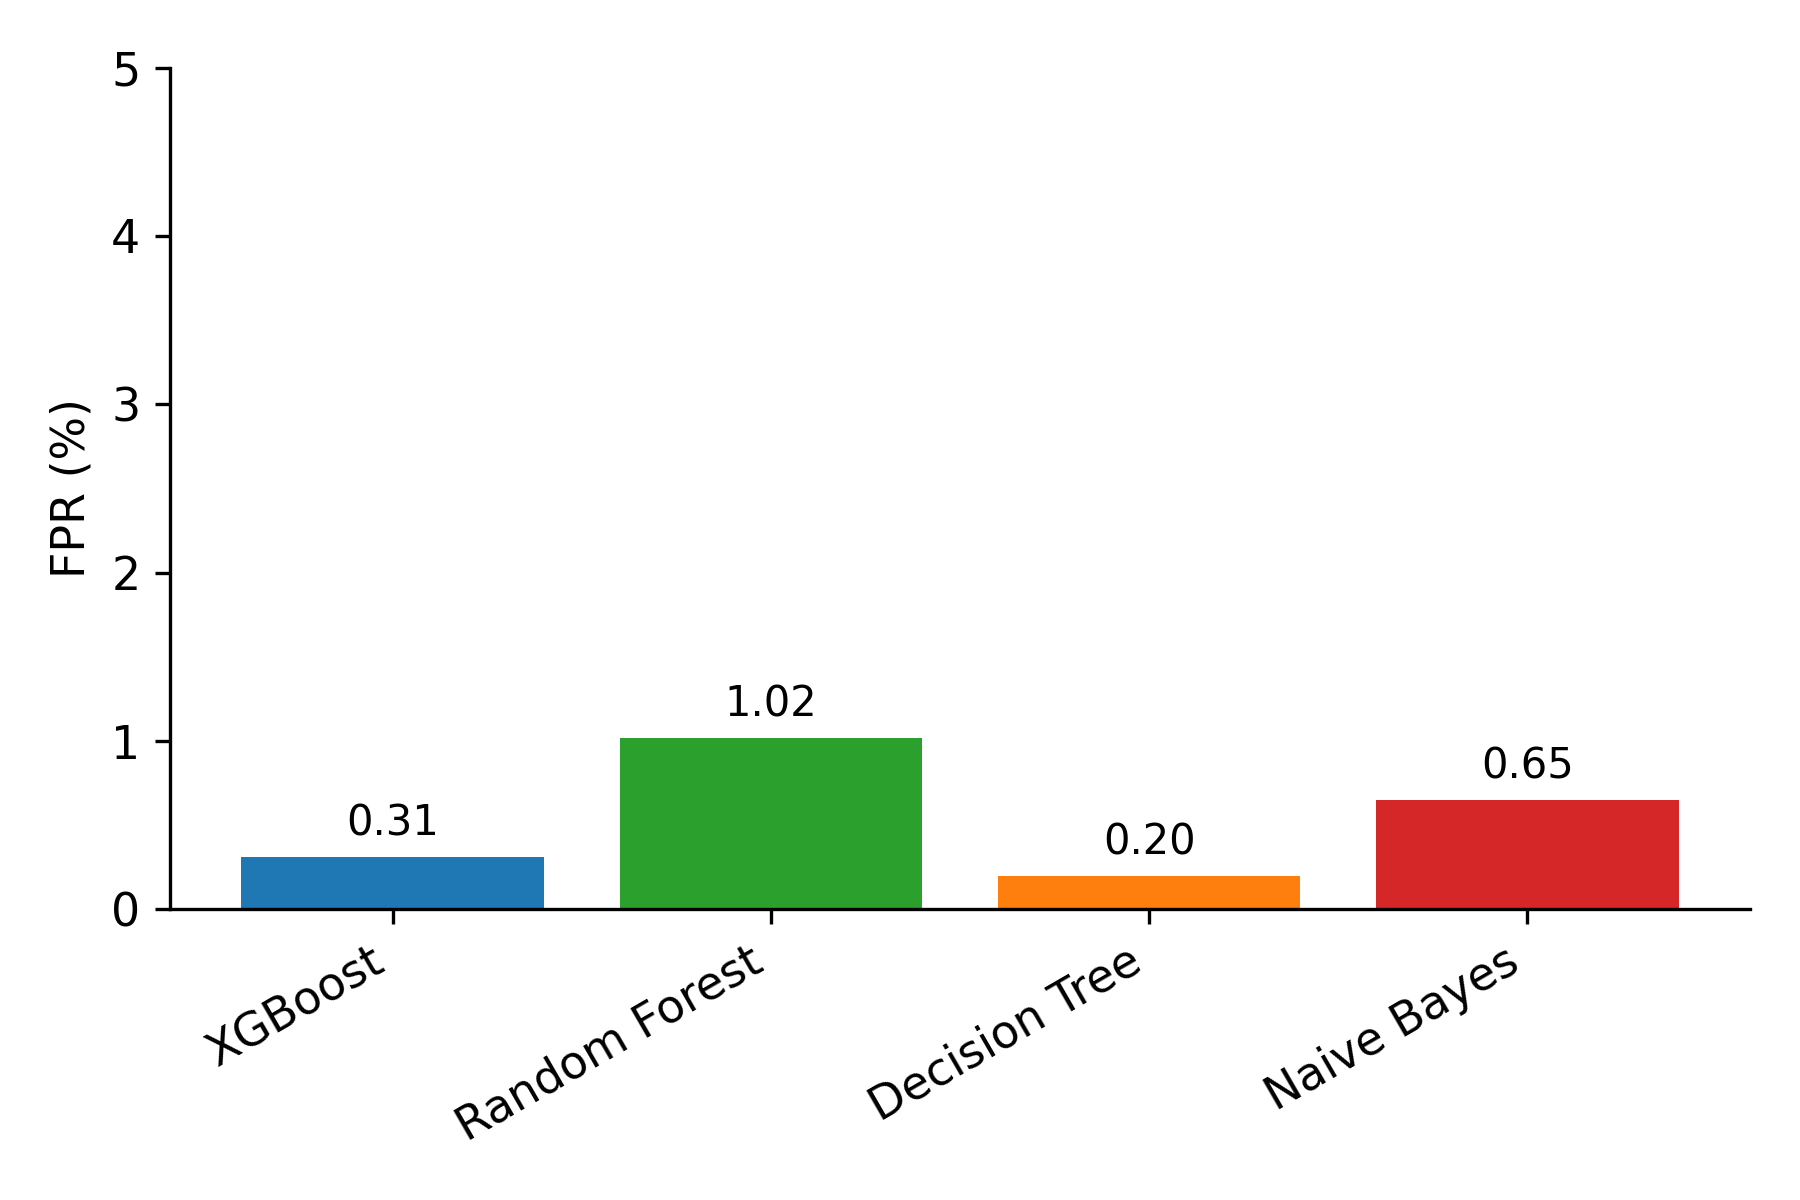 FPR (%)
5
4
3
2
1
0
0.31
1.02
0.20
0.65
XGBoost
Random Forest
Decision Tree
Naive Bayes